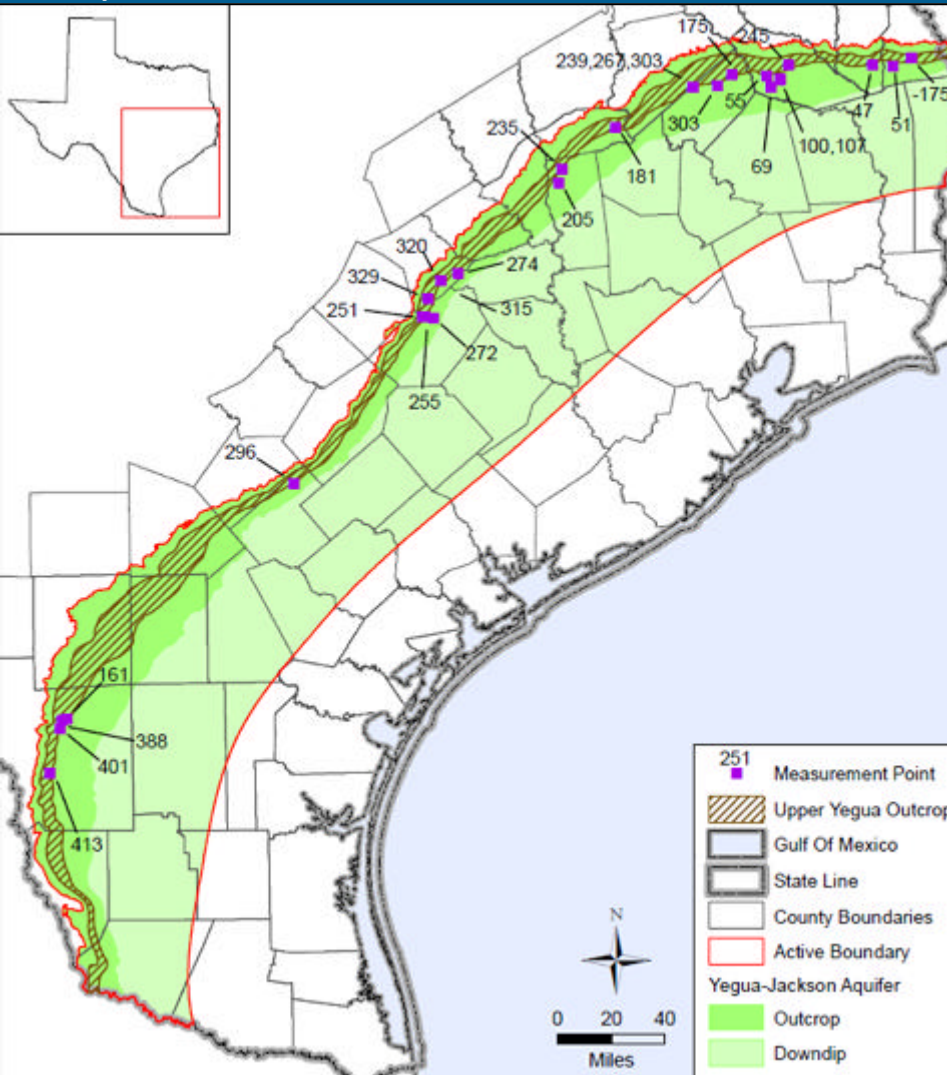 175
245
239,267,303
55
47
51
-175
303
100,107
69
235
181
205
320
274
329
315
251
272
255
296
161
388
401
413
251
Measurement Point
Upper Yegua Outcrop
Gulf Of Mexico
State Line
County Boundaries
Active Boundary
Yegua-Jackson Aquifer
Outcrop
Downdip
N
0 20 40
Miles